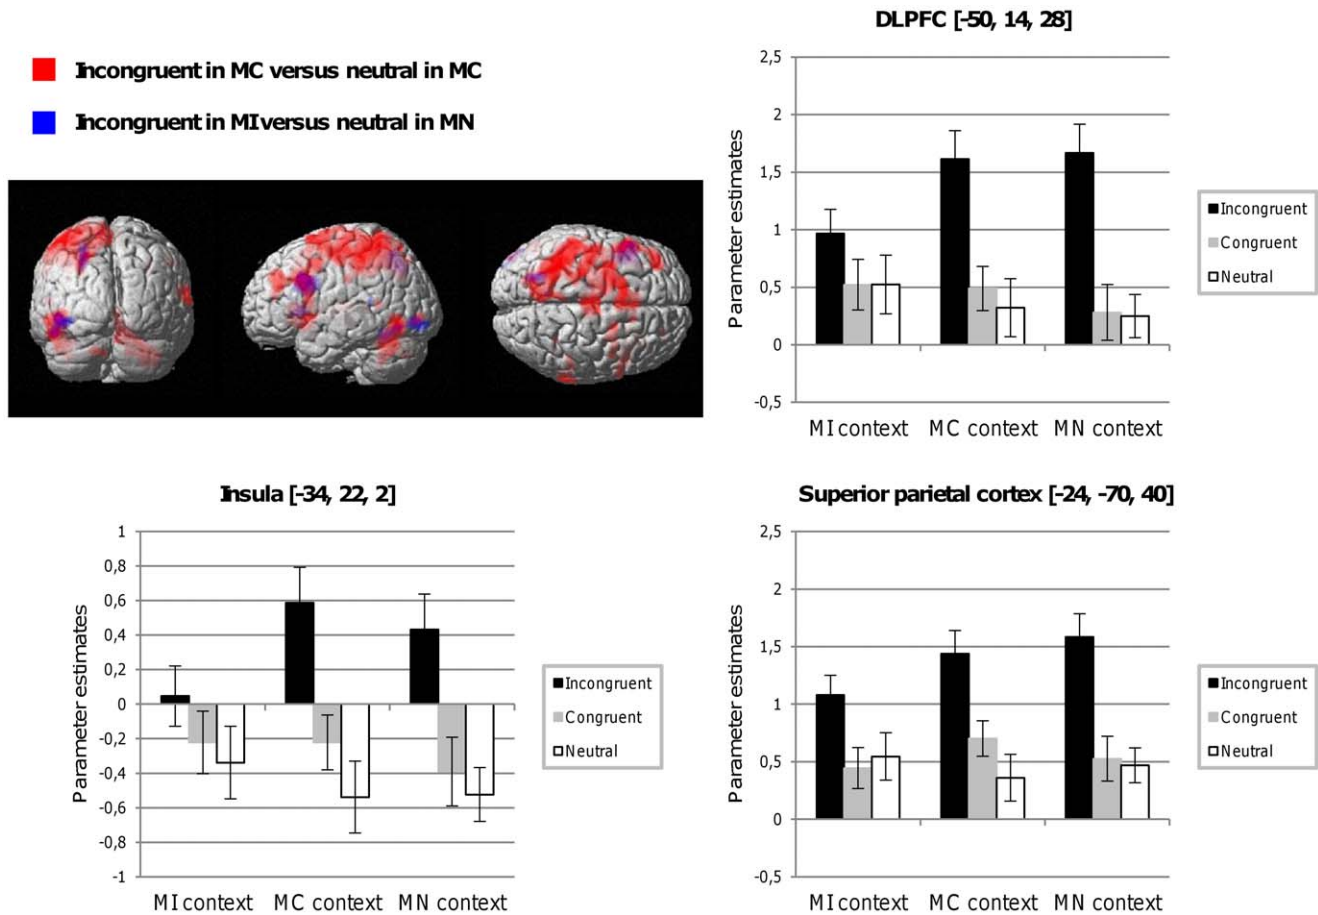 Incongruent in MC versus neutral in MC
Incongruent in MI versus neutral in MN
DLPFC [-50, 14, 28]
2,5
2
1,5
1
0,5
0
-0,5
Parameter estimates
MI context MC context MN context
Incongruent
Congruent
Neutral
Insula [-34, 22, 2]
1
0,8
0,6
0,4
0,2
0
-0,2
-0,4
-0,6
-0,8
-1
Parameter estimates
MI context MC context MN context
Incongruent
Congruent
Neutral
Superior parietal cortex [-24, -70, 40]
2,5
2
1,5
1
0,5
0
-0,5
Parameter estimates
MI context MC context MN context
Incongruent
Congruent
Neutral